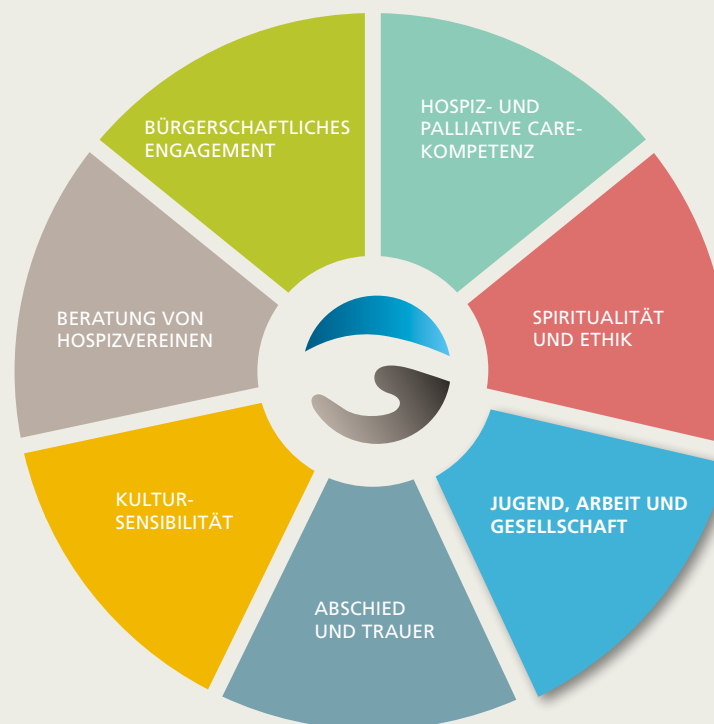 BÜRGERSCHAFTLICHES
ENGAGEMENT
HOSPIZ- UND
PALLIATIVE CARE-
KOMPETENZ
SPIRITUALITÄT
UND ETHIK
JUGEND, ARBEIT UND
GESELLSCHAFT
ABSCHIED
UND TRAUER
KULTUR-
SENSIBILITÄT
BERATUNG VON
HOSPIZVEREINEN